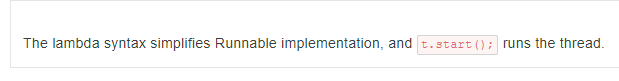 The lambda syntax simplifies Runnable implementation, and t.start(); runs the thread.